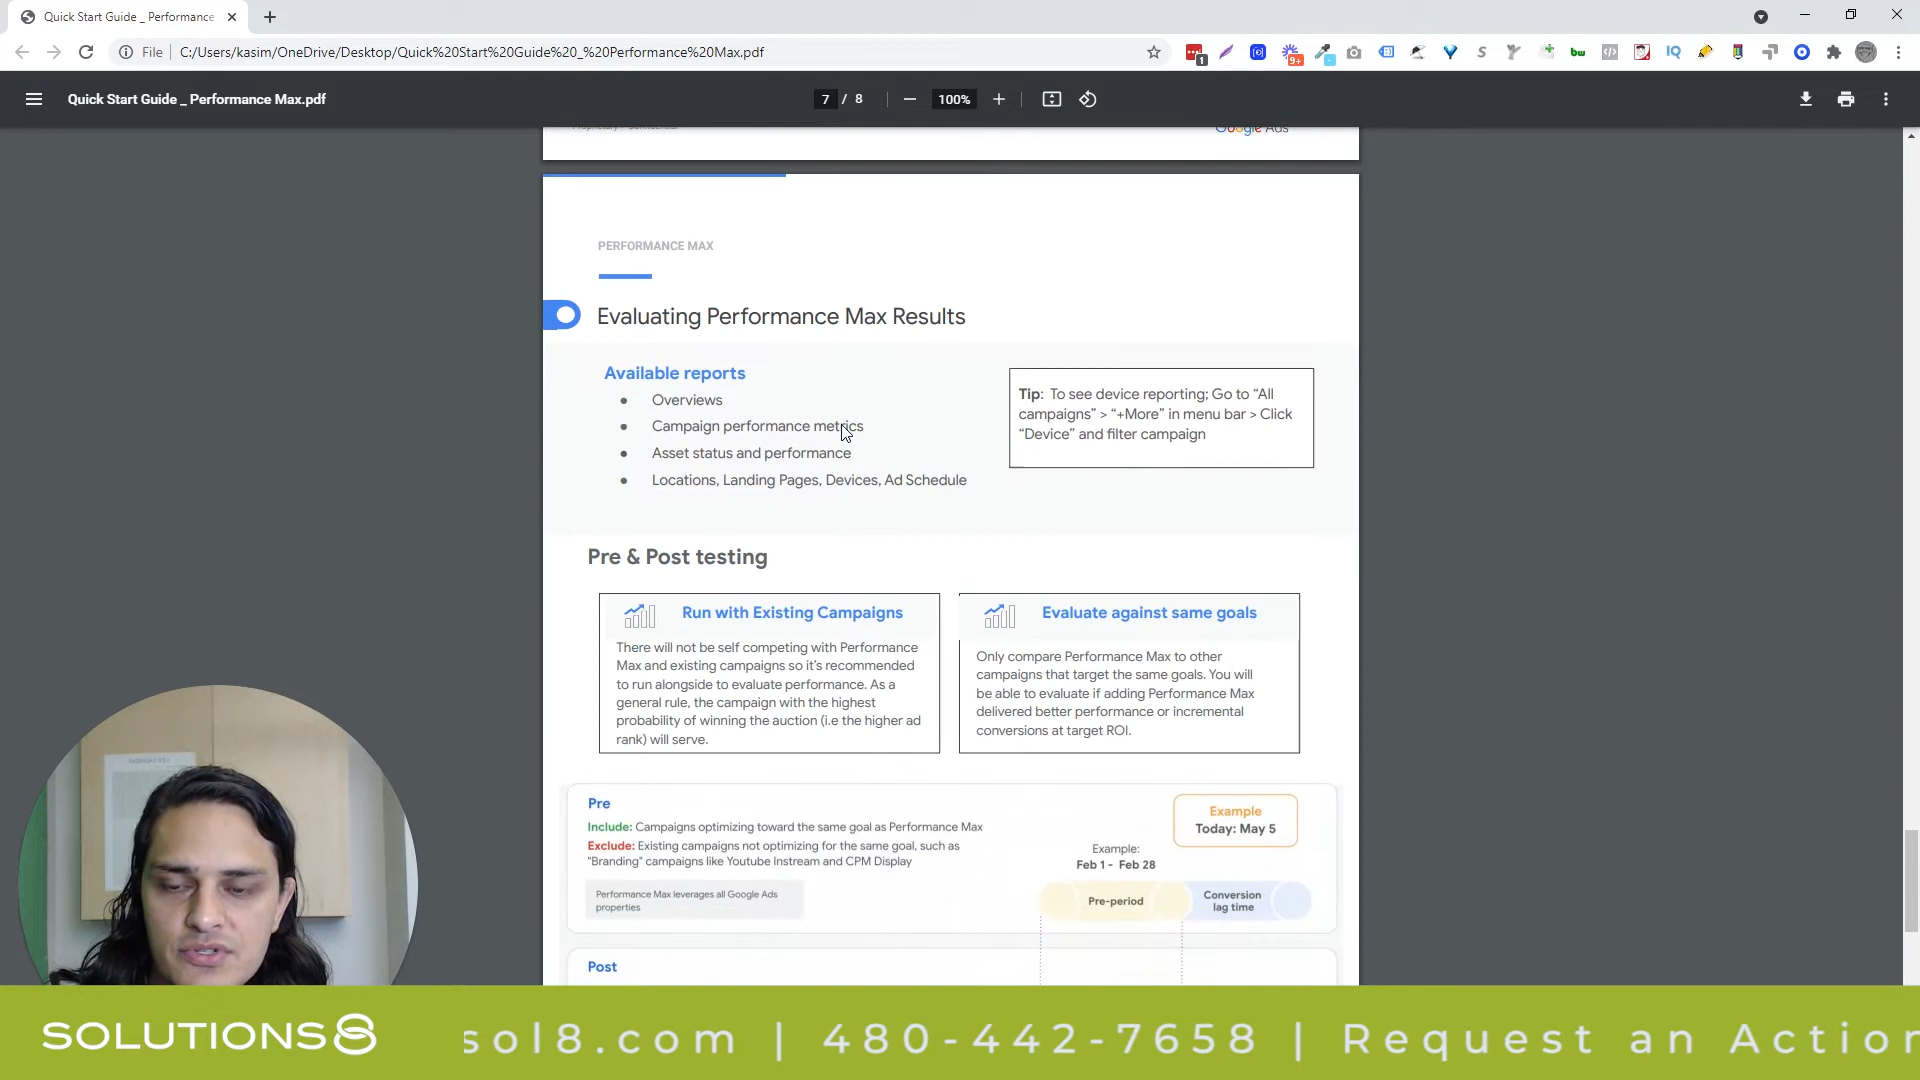 Quick Start Guide _ Performance
File
C:/Users/kasim/OneDrive/Desktop/Quick%20Start%20Guide%20_%20Performance%20Max.pdf
1
9+
S
bw
IQ
Quick Start Guide _ Performance Max.pdf
7 / 8
100%
Proprietary + Confidential
Google Ads
PERFORMANCE MAX
Evaluating Performance Max Results
Available reports
Overviews
Campaign performance metrics
Asset status and performance
Locations, Landing Pages, Devices, Ad Schedule
Tip: To see device reporting; Go to “All
campaigns” > “+More” in menu bar > Click
“Device” and filter campaign
Pre & Post testing
Run with Existing Campaigns
There will not be self competing with Performance
Max and existing campaigns so it’s recommended
to run alongside to evaluate performance. As a
general rule, the campaign with the highest
probability of winning the auction (i.e the higher ad
rank) will serve.
Evaluate against same goals
Only compare Performance Max to other
campaigns that target the same goals. You will
be able to evaluate if adding Performance Max
delivered better performance or incremental
conversions at target ROI.
Pre
Include: Campaigns optimizing toward the same goal as Performance Max
Exclude: Existing campaigns not optimizing for the same goal, such as
"Branding" campaigns like Youtube Instream and CPM Display
Performance Max leverages all Google Ads
properties
Example
Today: May 5
Example:
Feb 1 - Feb 28
Pre-period
Conversion
lag time
Post
SOLUTIONS8
sol8.com | 480-442-7658 | Request an Action